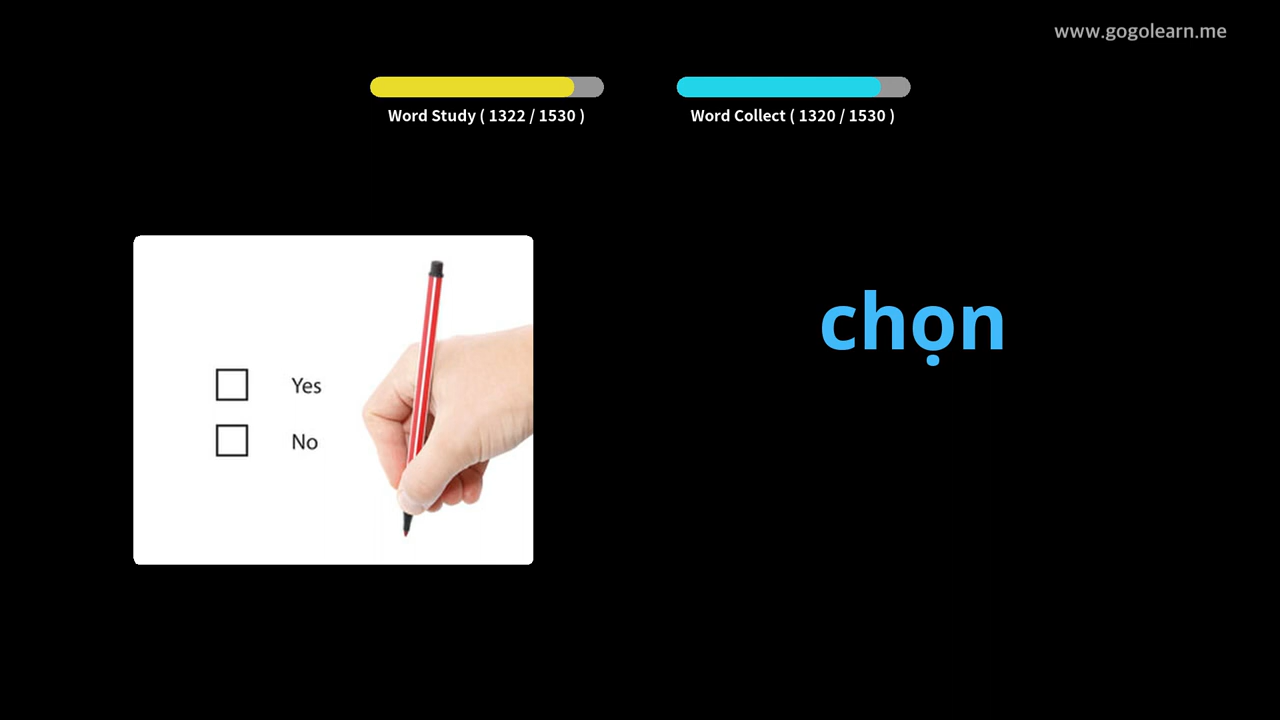 www.gogolearn.me
Word Study ( 1322 / 1530 )
Word Collect ( 1320 / 1530 )
chọn
Yes
No